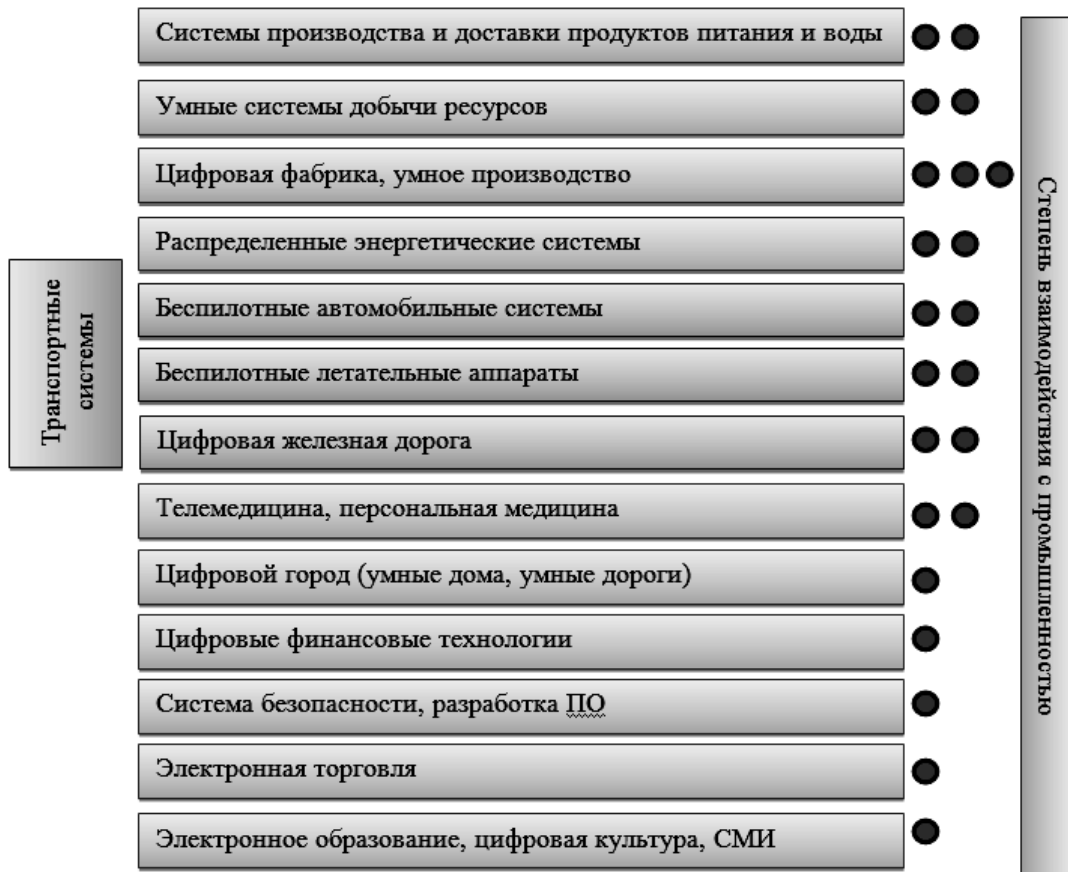 Системы производства и доставки продуктов питания и воды
Умные системы добычи ресурсов
Цифровая фабрика, умное производство
Распределенные энергетические системы
Транспортные
системы
Беспилотные автомобильные системы
Беспилотные летательные аппараты
Цифровая железная дорога
Телемедицина, персональная медицина
Цифровой город (умные дома, умные дороги)
Цифровые финансовые технологии
Система безопасности, разработка ПО
Электронная торговля
Электронное образование, цифровая культура, СМИ
Степень взаимодействия с промышленностью